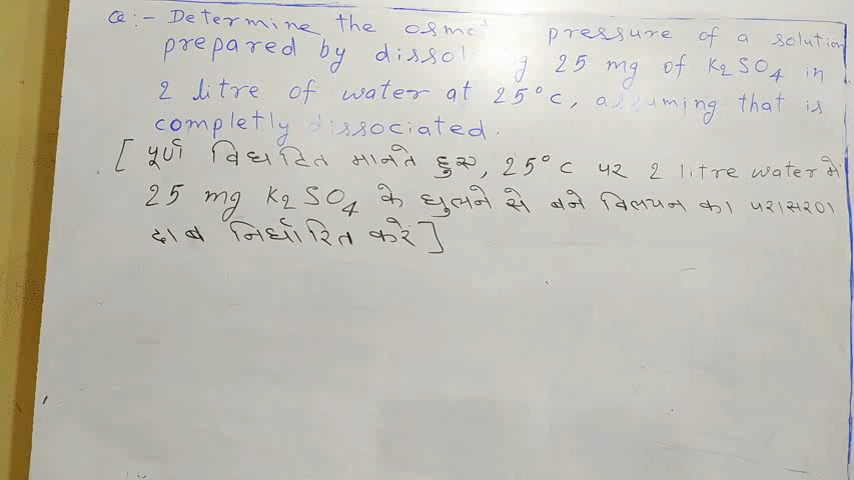 Q:- Determine the osmo pressure of a solution
prepared by dissol g 25 mg of K2SO4 in
2 litre of water at 25°C, assuming that is
completly dissociated.
[ पूर्ण विघटित मानते हुए, 25°C पर 2 litre water मे
25 mg K2SO4 के घुलने से बने विलयन का परासरण
दाब निर्धारित करें ]